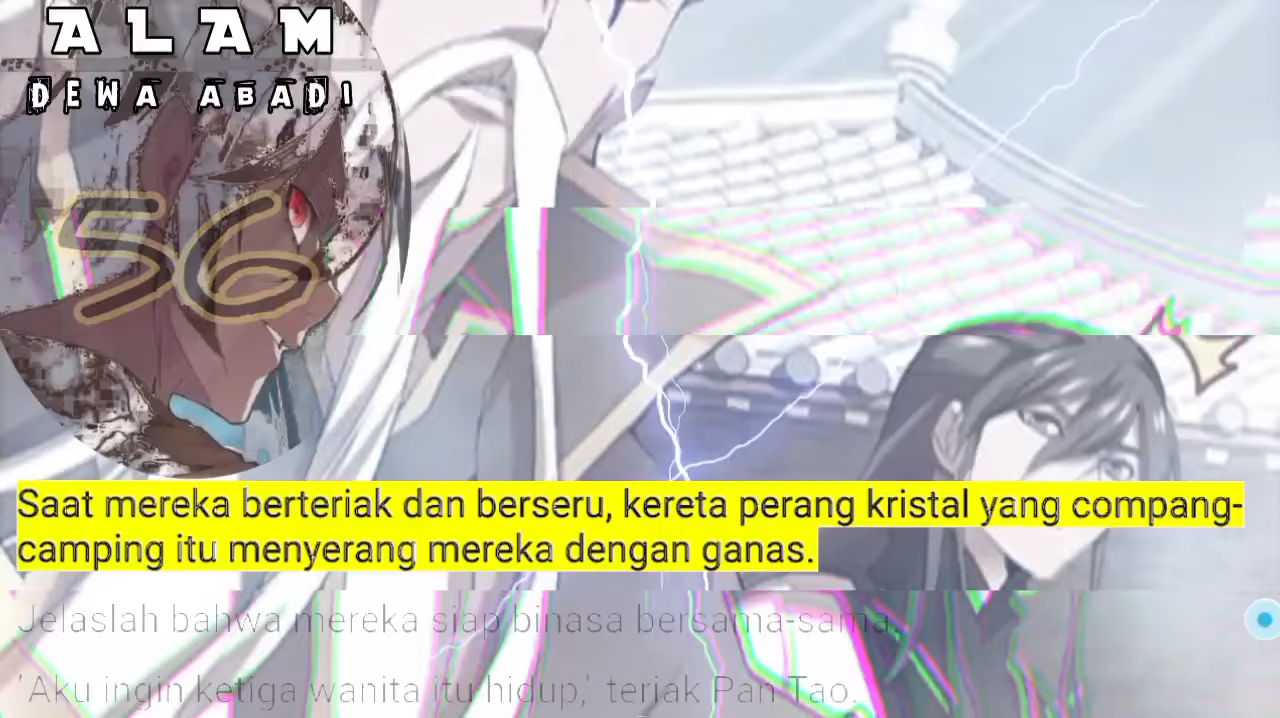 ALAM
DEWA ABADI
56
Saat mereka berteriak dan berseru, kereta perang kristal yang compang-
camping itu menyerang mereka dengan ganas.
Jelaslah bahwa mereka siap binasa bersama-sama.
'Aku ingin ketiga wanita itu hidup,' teriak Pan Tao.